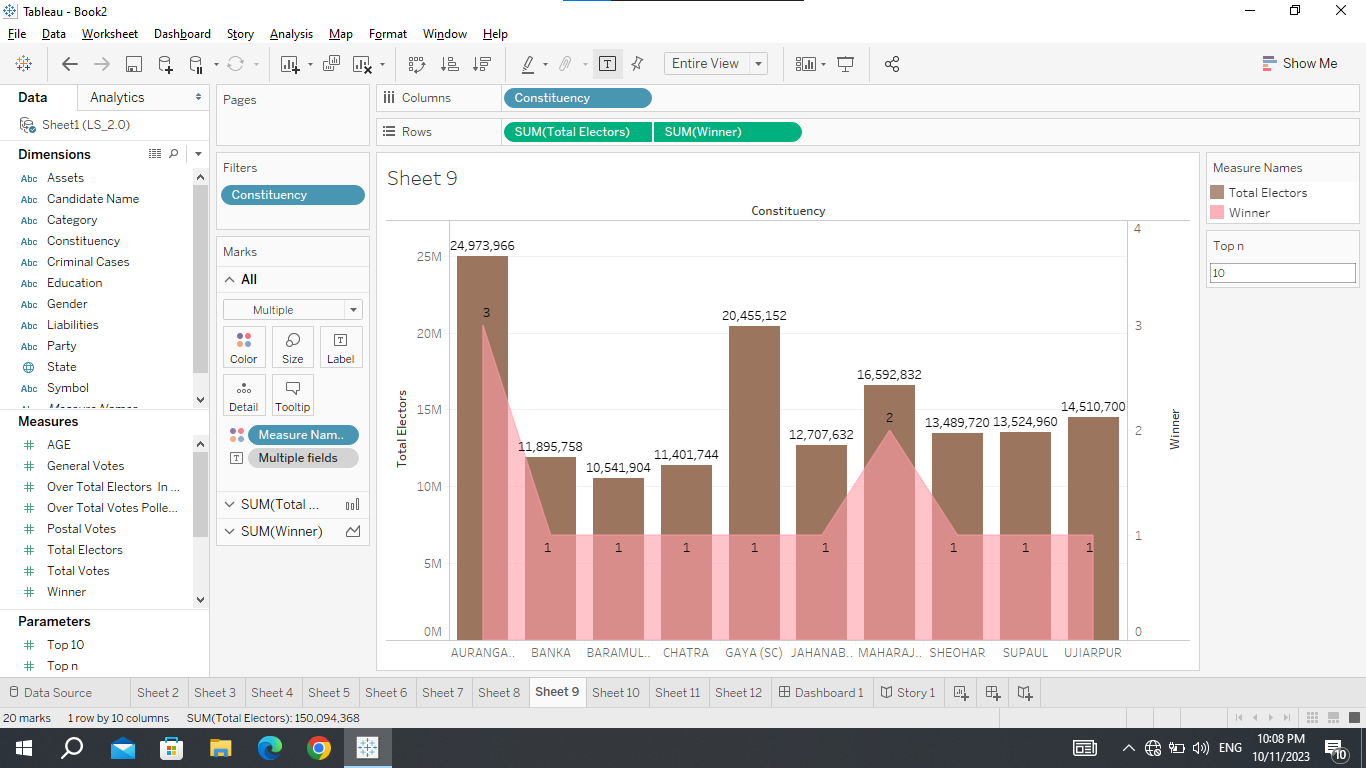 Tableau - Book2
File Data Worksheet Dashboard Story Analysis Map Format Window Help
Entire View
Show Me
Data Analytics
Sheet1 (LS_2.0)
Dimensions
Abc Assets
Abc Candidate Name
Abc Category
Abc Constituency
Abc Criminal Cases
Abc Education
Abc Gender
Abc Liabilities
Abc Party
State
Abc Symbol
Abc Measure Names
Measures
AGE
General Votes
Over Total Electors In ...
Over Total Votes Polle...
Postal Votes
Total Electors
Total Votes
Winner
Parameters
Top 10
Top n
Pages
Filters
Constituency
Marks
All
Multiple
Color Size Label
Detail Tooltip
Measure Nam..
Multiple fields
SUM(Total ...
SUM(Winner)
Columns Constituency
Rows SUM(Total Electors) SUM(Winner)
Sheet 9
Constituency
Total Electors
25M
20M
15M
10M
5M
0M
24,973,966
11,895,758
10,541,904
11,401,744
20,455,152
12,707,632
16,592,832
13,489,720
13,524,960
14,510,700
3
1
1
1
1
1
2
1
1
1
4
3
2
1
0
Winner
AURANGA.. BANKA BARAMUL.. CHATRA GAYA (SC) JAHANAB.. MAHARAJ.. SHEOHAR SUPAUL UJIARPUR
Measure Names
Total Electors
Winner
Top n
10
Data Source Sheet 2 Sheet 3 Sheet 4 Sheet 5 Sheet 6 Sheet 7 Sheet 8 Sheet 9 Sheet 10 Sheet 11 Sheet 12 Dashboard 1 Story 1
20 marks 1 row by 10 columns SUM(Total Electors): 150,094,368
ENG
10:08 PM
10/11/2023
10